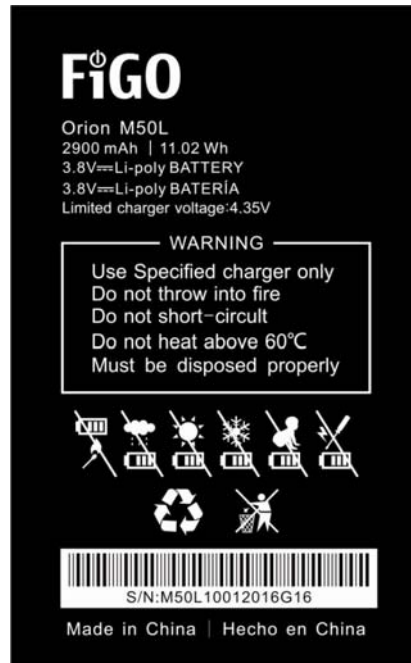 FiGO
Orion M50L
2900 mAh | 11.02 Wh
3.8V⎓Li-poly BATTERY
3.8V⎓Li-poly BATERÍA
Limited charger voltage:4.35V
WARNING
Use Specified charger only
Do not throw into fire
Do not short-circult
Do not heat above 60℃
Must be disposed properly
S/N:M50L10012016G16
Made in China | Hecho en China